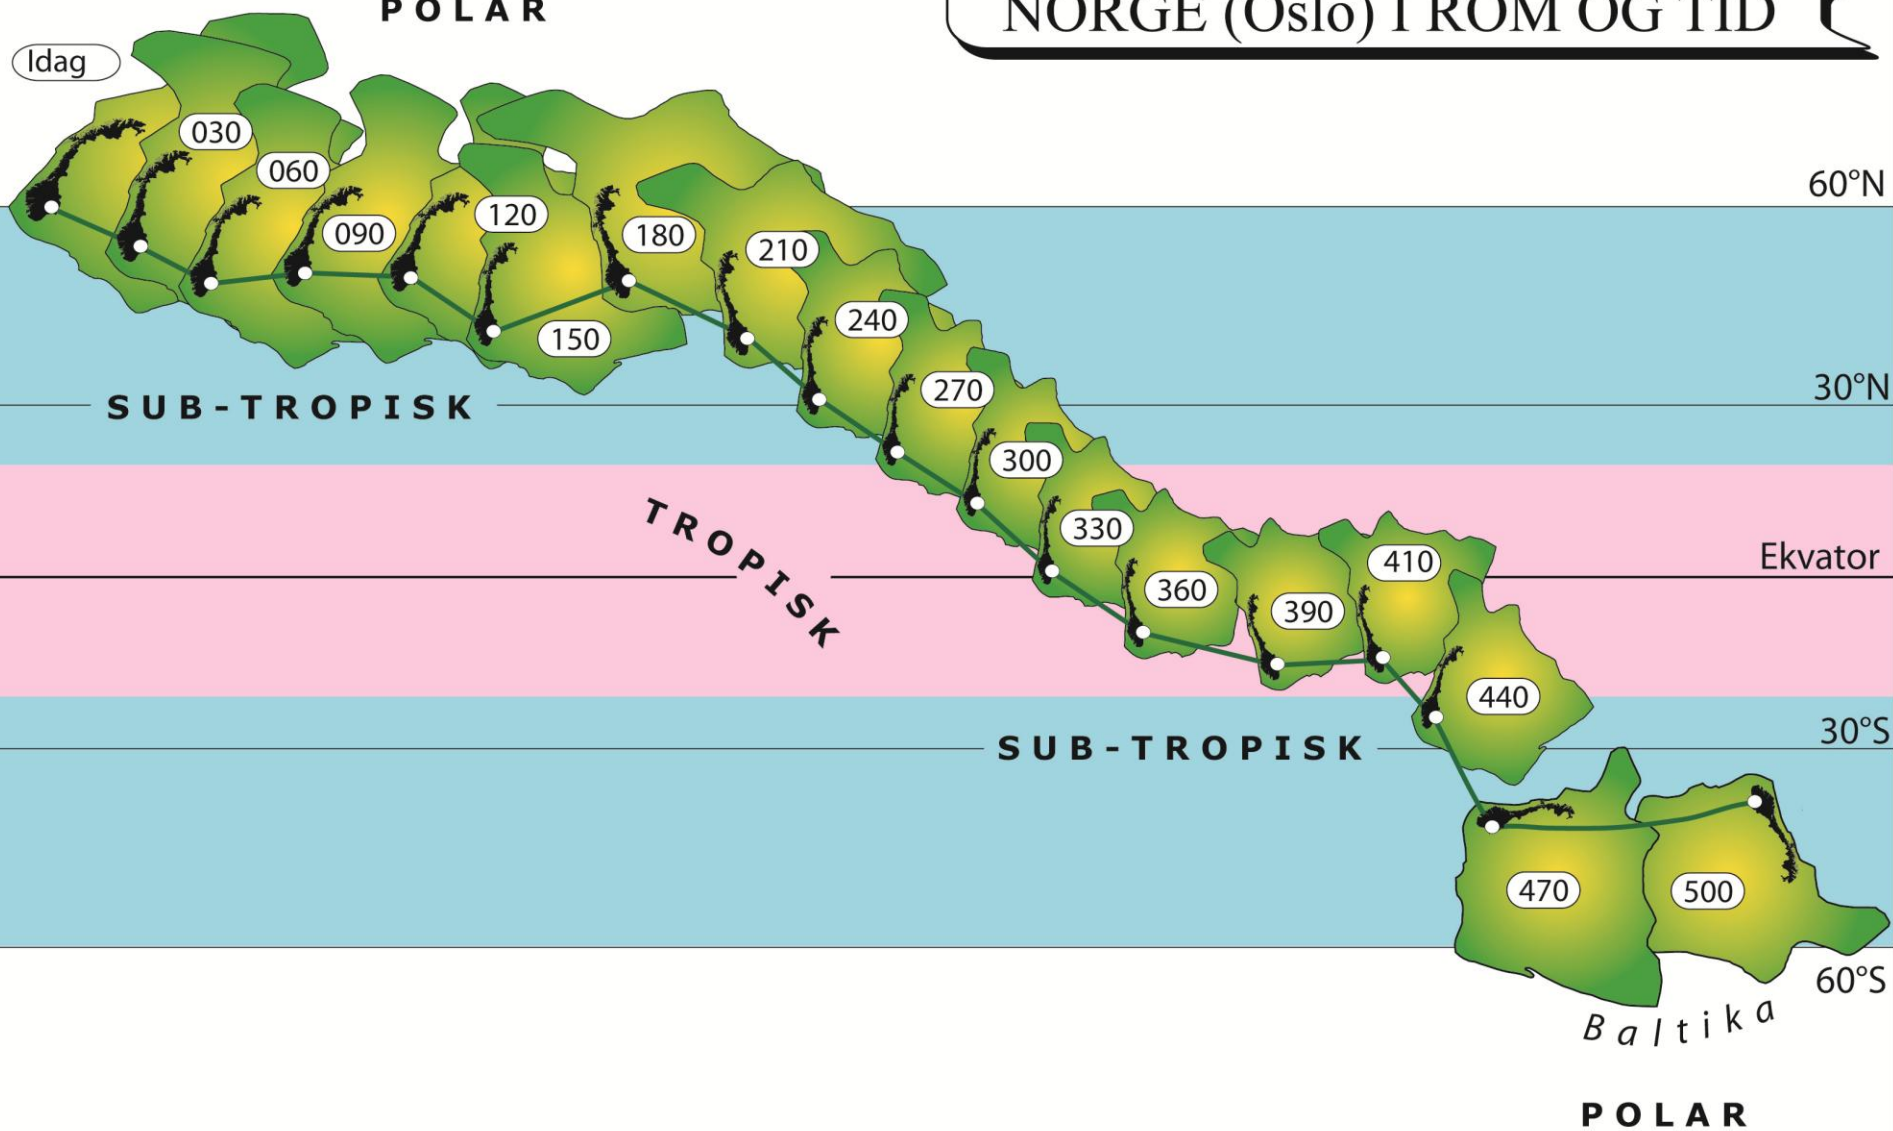 POLAR
NORGE (Oslo) I ROM OG TID
Idag
030
060
60°N
090
120
180
210
150
240
30°N
270
SUB-TROPISK
300
TROPISK
330
Ekvator
360
410
390
440
30°S
SUB-TROPISK
470
500
60°S
Baltika
POLAR